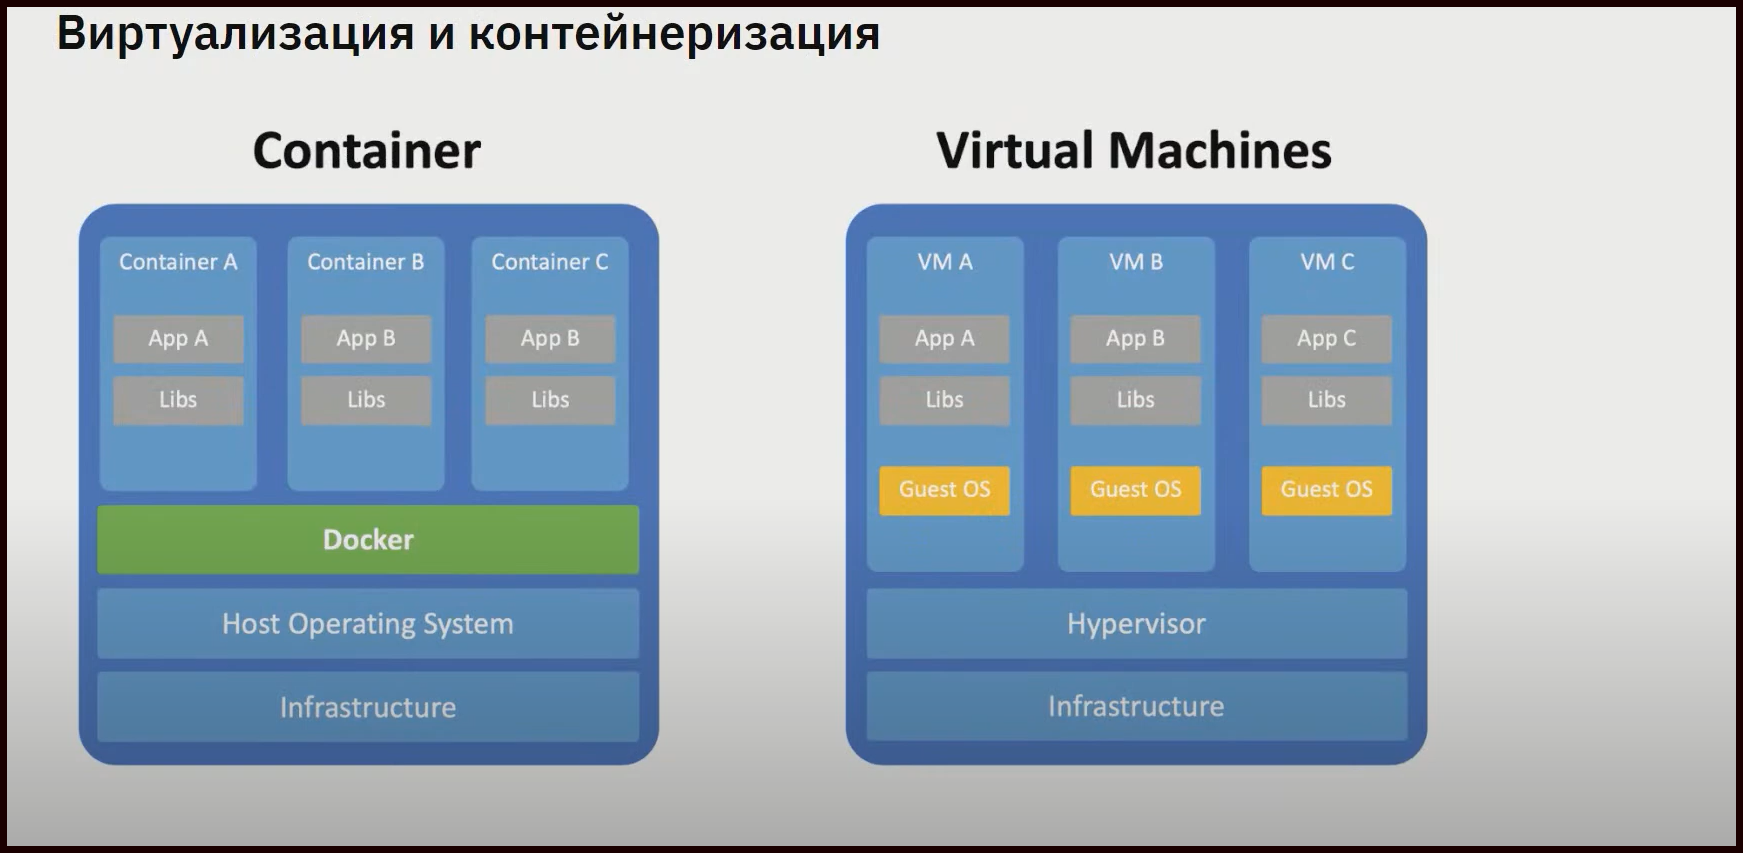 Виртуализация и контейнеризация
Container
Container A
App A
Libs
Container B
App B
Libs
Container C
App B
Libs
Docker
Host Operating System
Infrastructure
Virtual Machines
VM A
App A
Libs
Guest OS
VM B
App B
Libs
Guest OS
VM C
App C
Libs
Guest OS
Hypervisor
Infrastructure